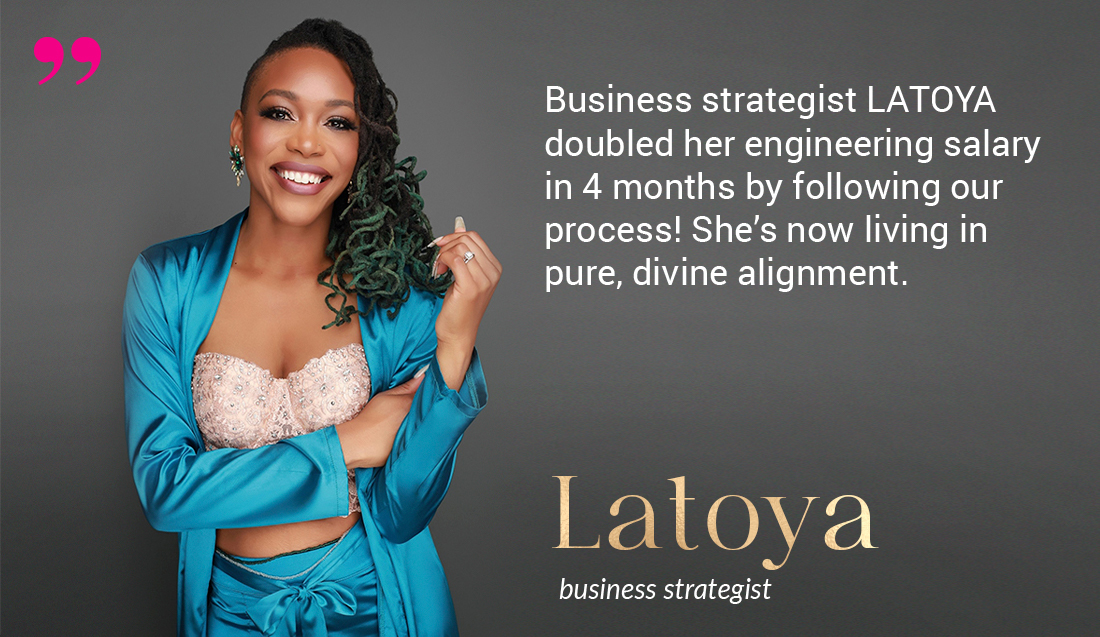 ”
Business strategist LATOYA
doubled her engineering salary
in 4 months by following our
process! She’s now living in
pure, divine alignment.
Latoya
business strategist